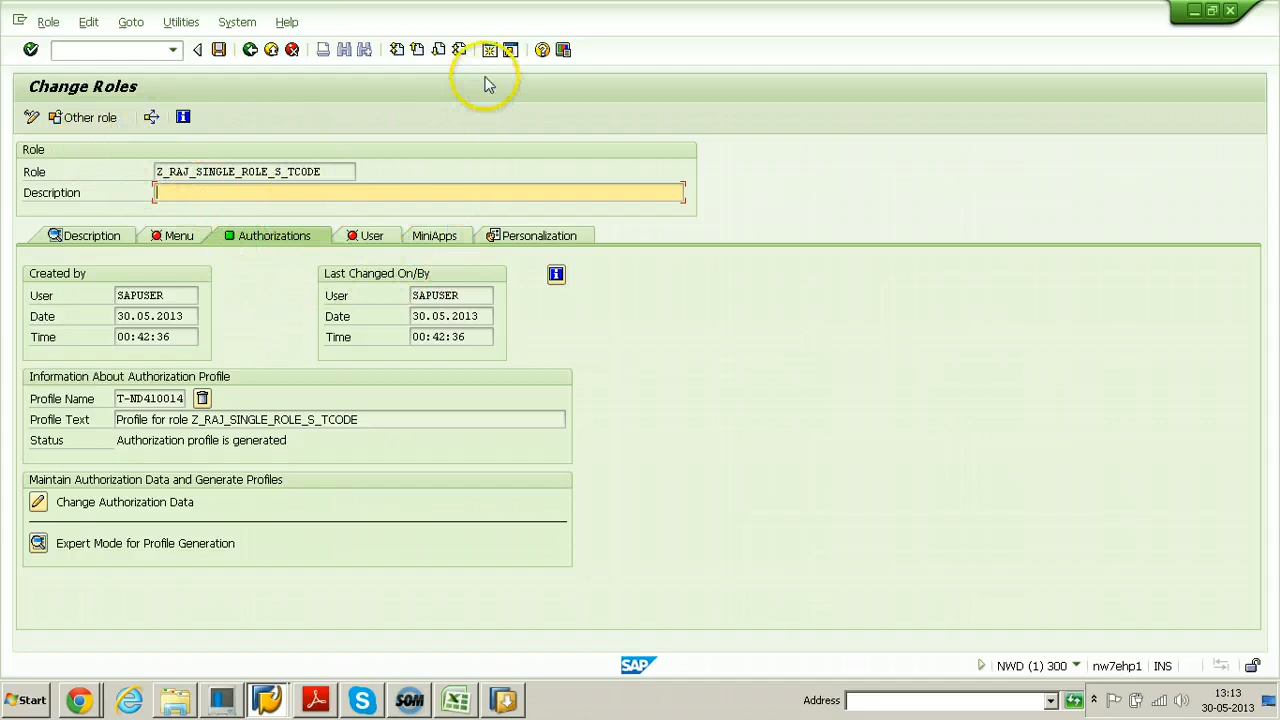 Role Edit Goto Utilities System Help
Change Roles
Other role
Role
Role Z_RAJ_SINGLE_ROLE_S_TCODE
Description
Description Menu Authorizations User MiniApps Personalization
Created by Last Changed On/By
User SAPUSER User SAPUSER
Date 30.05.2013 Date 30.05.2013
Time 00:42:36 Time 00:42:36
Information About Authorization Profile
Profile Name T-ND410014
Profile Text Profile for role Z_RAJ_SINGLE_ROLE_S_TCODE
Status Authorization profile is generated
Maintain Authorization Data and Generate Profiles
Change Authorization Data
Expert Mode for Profile Generation
SAP NWD (1) 300 nw7ehp1 INS
Start SOM Address 13:13
30-05-2013